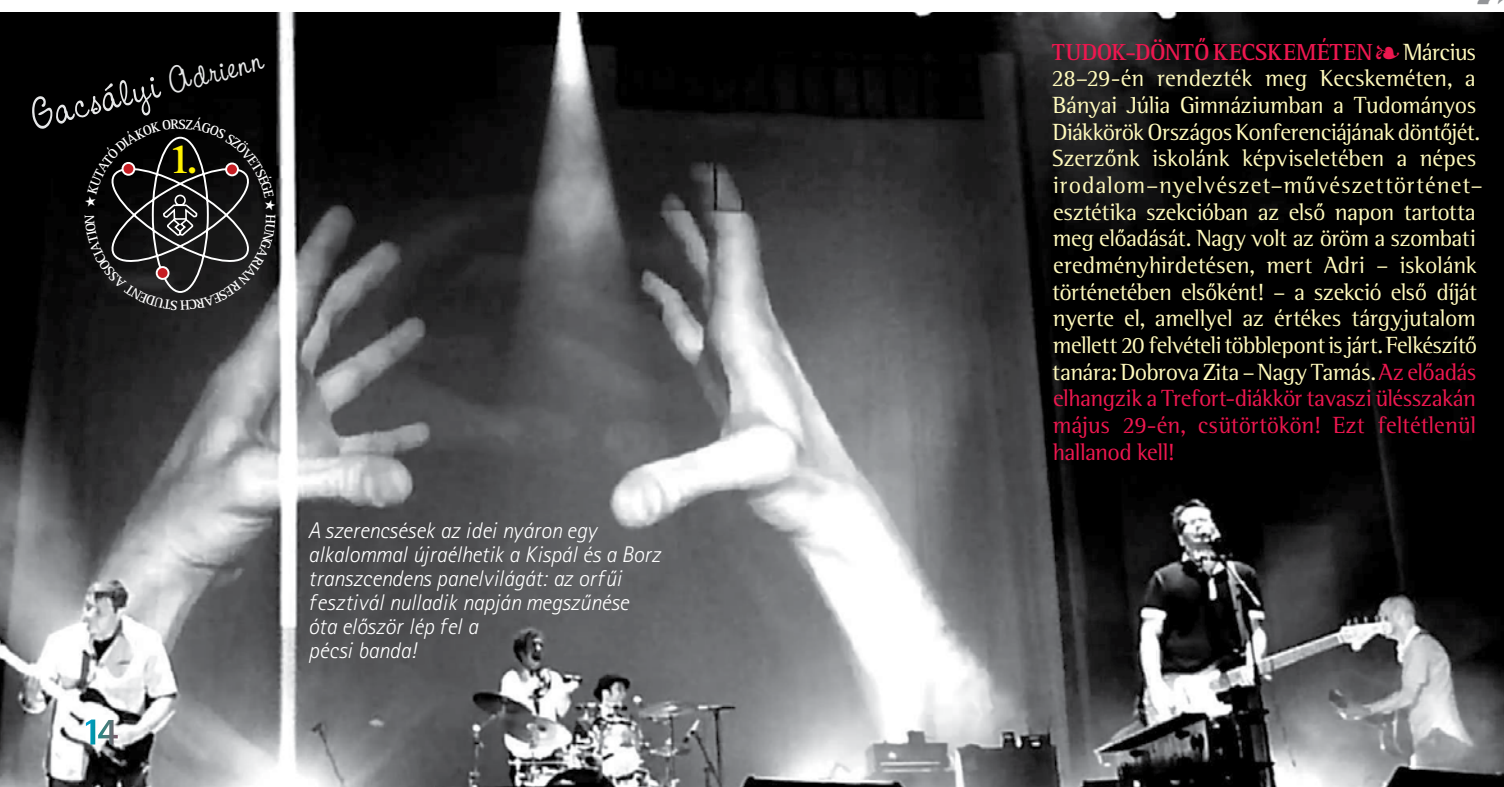 Gacsályi Adrienn
★ KUTATÓ DIÁKOK ORSZÁGOS SZÖVETSÉGE ★ HUNGARIAN RESEARCH STUDENT ASSOCIATION
1.
A szerencsések az idei nyáron egy
alkalommal újraélhetik a Kispál és a Borz
transzcendens panelvilágát: az orfűi
fesztivál nulladik napján megszűnése
óta először lép fel a
pécsi banda!
TUDOK-DÖNTŐ KECSKEMÉTEN ❧ Március
28–29-én rendezték meg Kecskeméten, a
Bányai Júlia Gimnáziumban a Tudományos
Diákkörök Országos Konferenciájának döntőjét.
Szerzőnk iskolánk képviseletében a népes
irodalom–nyelvészet–művészettörténet–
esztétika szekcióban az első napon tartotta
meg előadását. Nagy volt az öröm a szombati
eredményhirdetésen, mert Adri – iskolánk
történetében elsőként! – a szekció első díját
nyerte el, amellyel az értékes tárgyjutalom
mellett 20 felvételi többlepont is járt. Felkészítő
tanára: Dobrova Zita – Nagy Tamás. Az előadás
elhangzik a Trefort-diákkör tavaszi ülésszakán
május 29-én, csütörtökön! Ezt feltétlenül
hallanod kell!
14